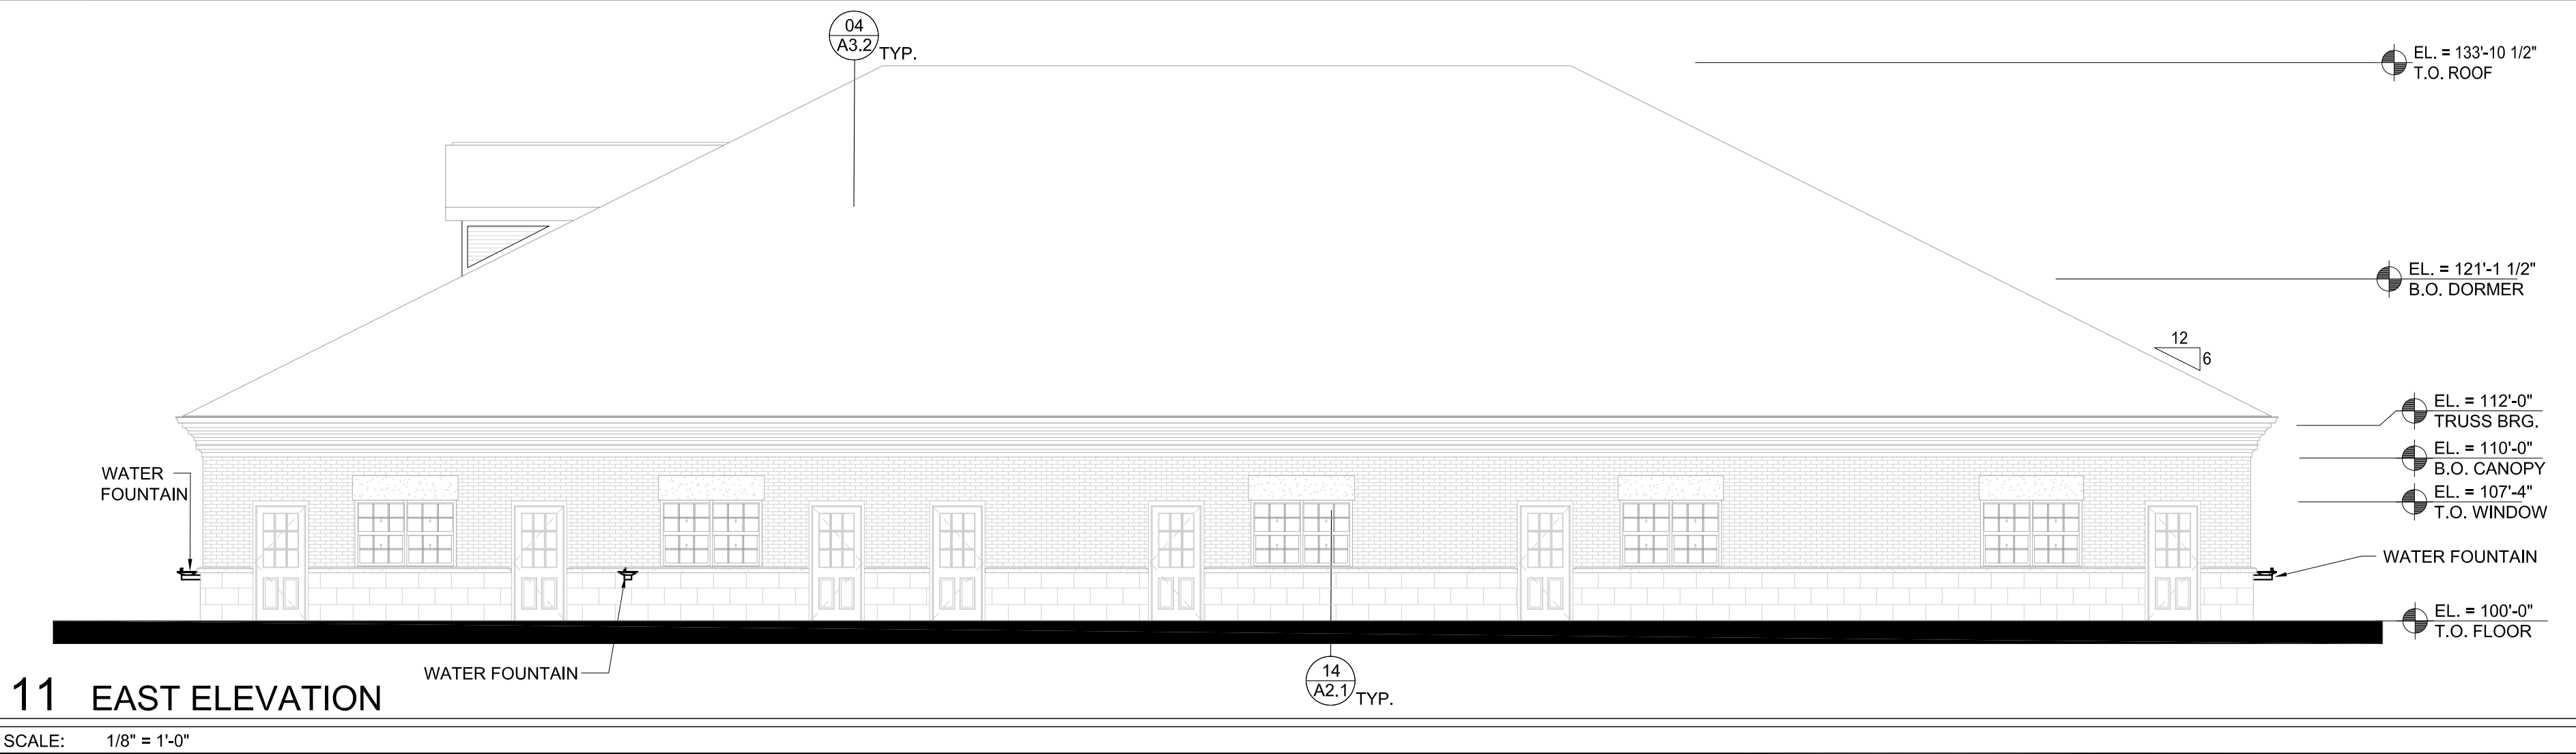 04
A3.2
TYP.
EL. = 133'-10 1/2"
T.O. ROOF
EL. = 121'-1 1/2"
B.O. DORMER
12
6
EL. = 112'-0"
TRUSS BRG.
EL. = 110'-0"
B.O. CANOPY
EL. = 107'-4"
T.O. WINDOW
WATER
FOUNTAIN
WATER FOUNTAIN
EL. = 100'-0"
T.O. FLOOR
WATER FOUNTAIN
14
A2.1
TYP.
11 EAST ELEVATION
SCALE: 1/8" = 1'-0"